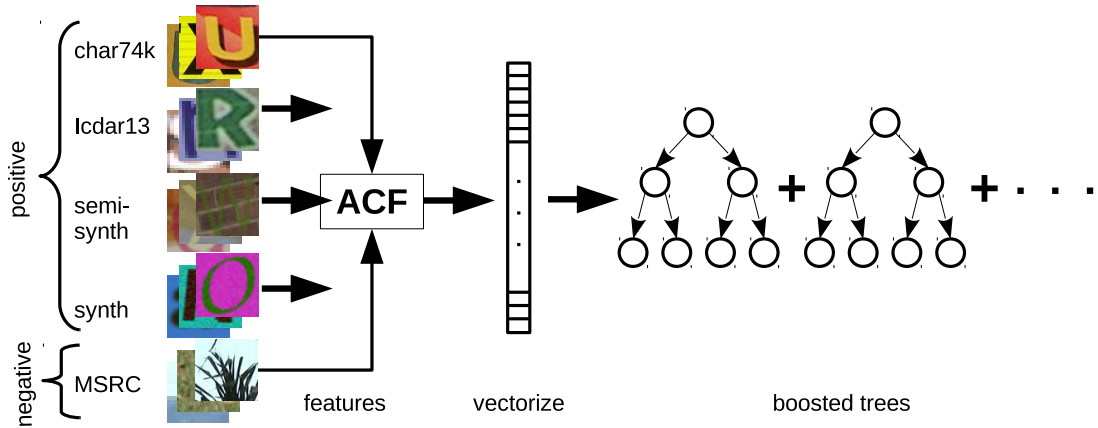 positive
char74k
Icdar13
semi-
synth
synth
negative
MSRC
U
R
W
O
ACF
features
vectorize
boosted trees
+
+ . . .